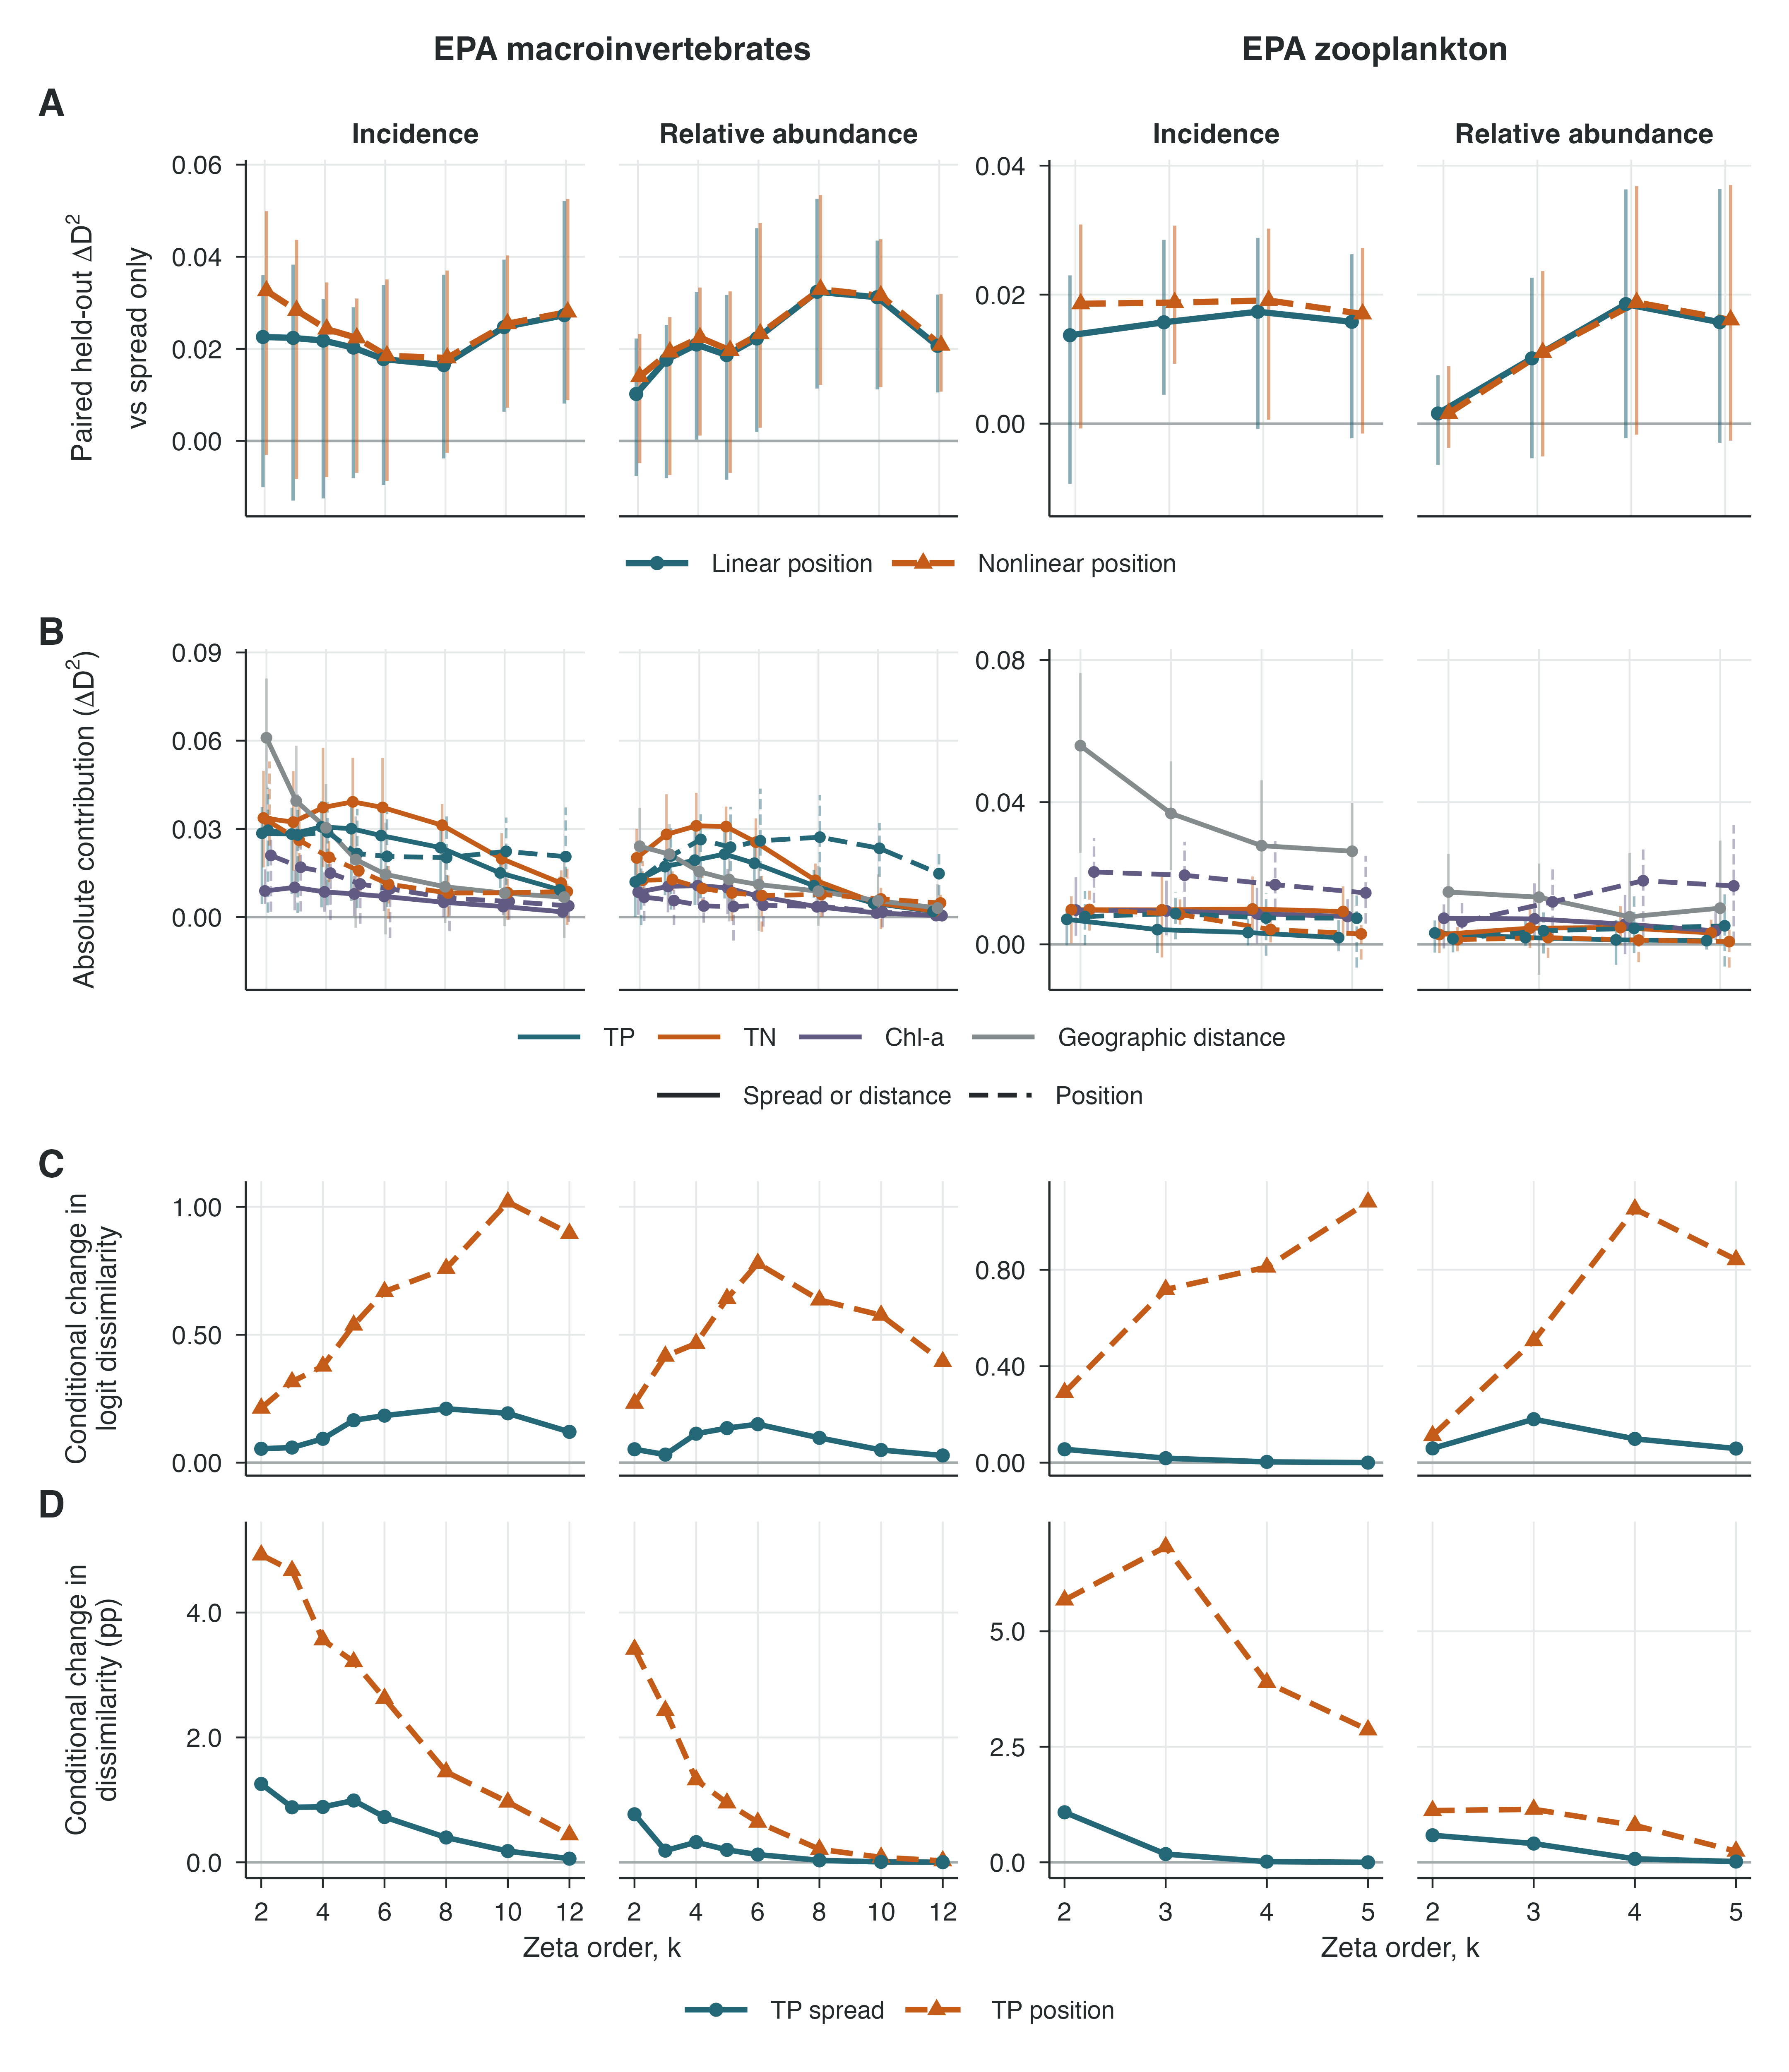 EPA macroinvertebrates EPA zooplankton
A
Incidence Relative abundance Incidence Relative abundance
Paired held-out ΔD²
vs spread only
0.06
0.04
0.02
0.00
0.04
0.02
0.00
Linear position Nonlinear position
B
Absolute contribution (ΔD²)
0.09
0.06
0.03
0.00
0.08
0.04
0.00
TP TN Chl-a Geographic distance
Spread or distance Position
C
Conditional change in
logit dissimilarity
1.00
0.50
0.00
0.80
0.40
0.00
D
Conditional change in
dissimilarity (pp)
4.0
2.0
0.0
5.0
2.5
0.0
2 4 6 8 10 12 2 4 6 8 10 12 2 3 4 5 2 3 4 5
Zeta order, k Zeta order, k
TP spread TP position